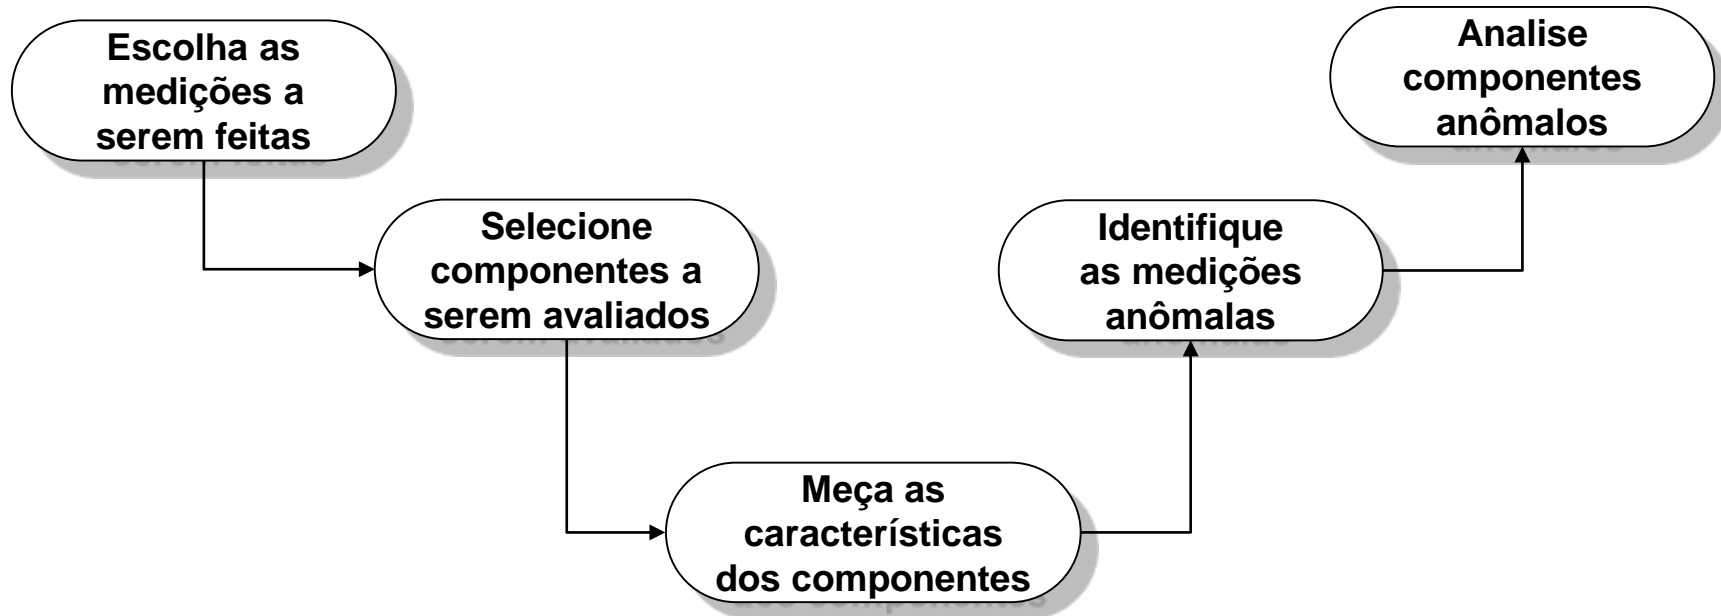 Escolha as
medições a
serem feitas
Selecione
componentes a
serem avaliados
Meça as
características
dos componentes
Identifique
as medições
anômalas
Analise
componentes
anômalos